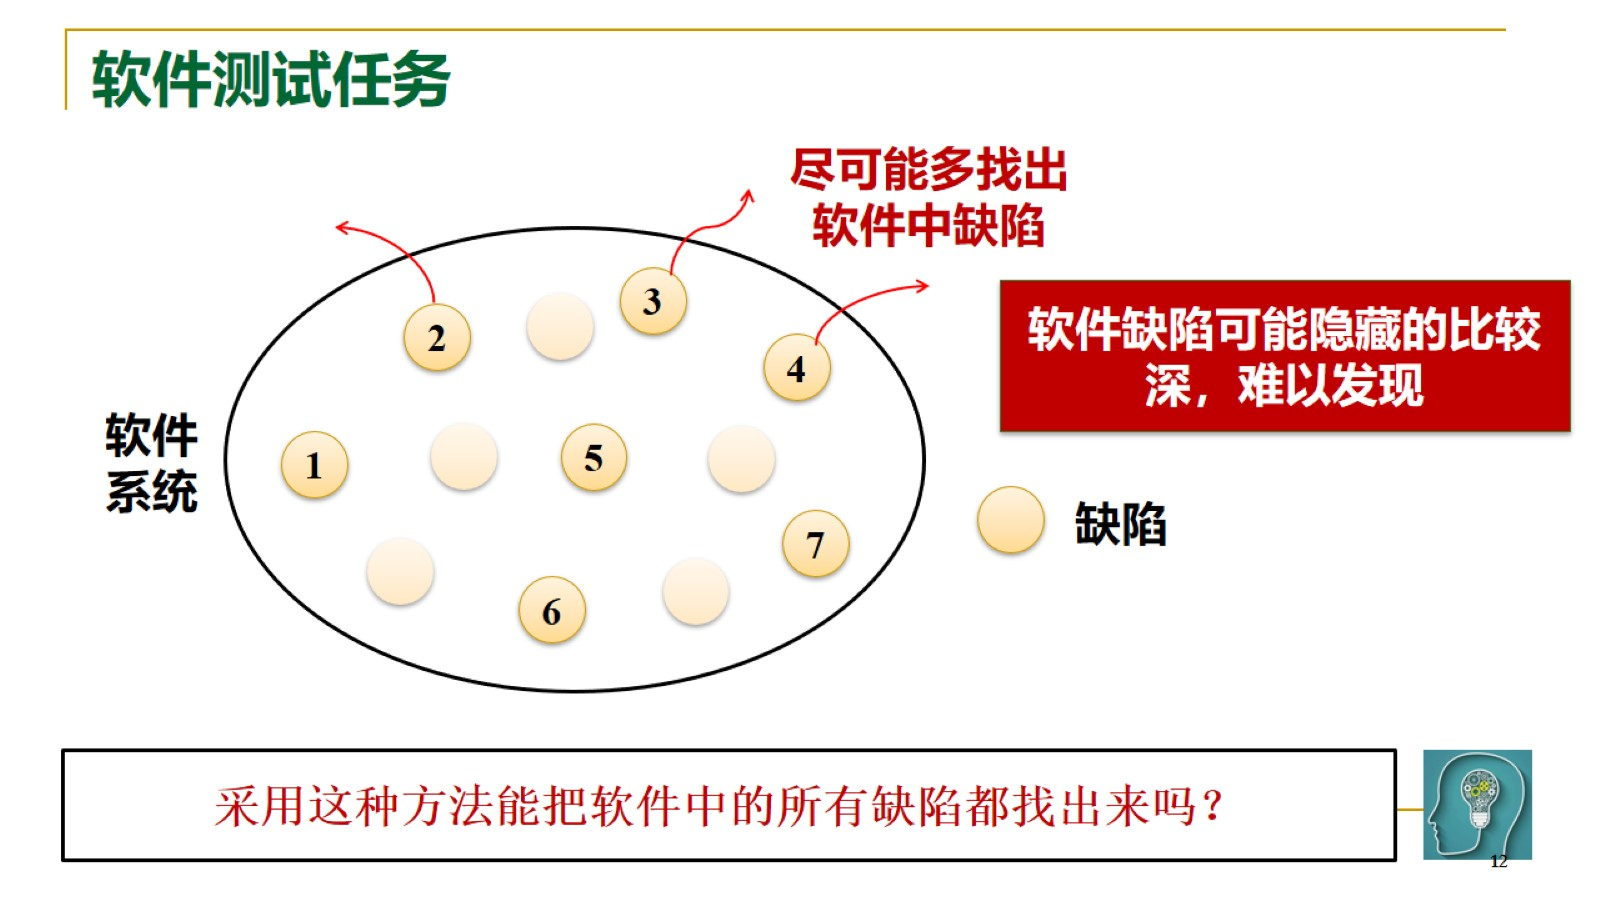 软件测试任务
尽可能多找出
软件中缺陷
3
2
软件缺陷可能隐藏的比较
深，难以发现
4
软件
系统
1
5
缺陷
7
6
采用这种方法能把软件中的所有缺陷都找出来吗？
12